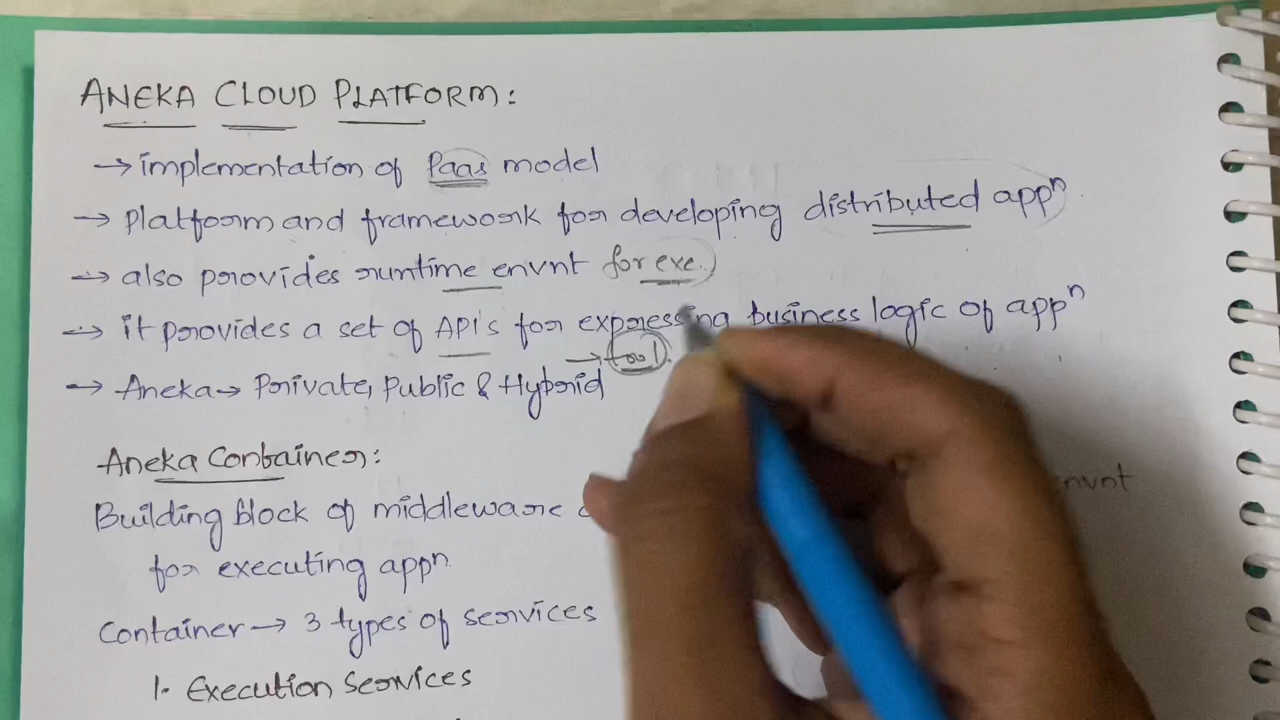 ANEKA CLOUD PLATFORM:
→ implementation of Paas model
→ Platform and framework for developing distributed appⁿ
→ also provides runtime envnt for exe.
→ it provides a set of API's for expressing business logic of appⁿ
→ tool.
→ Aneka → Private, Public & Hybrid
Aneka Container:
Building block of middleware
envnt
for executing appⁿ
Container → 3 types of services
1. Execution Services